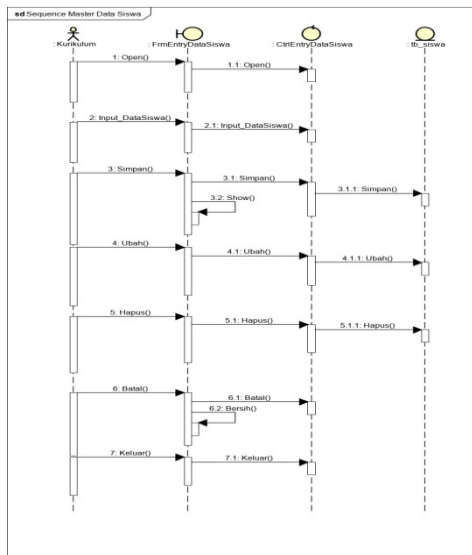 sd Sequence Master Data Siswa
: Kurikulum
: FrmEntryDataSiswa
: CtrlEntryDataSiswa
: tb_siswa
1: Open()
1.1: Open()
2: Input_DataSiswa()
2.1: Input_DataSiswa()
3: Simpan()
3.1: Simpan()
3.1.1: Simpan()
3.2: Show()
4: Ubah()
4.1: Ubah()
4.1.1: Ubah()
5: Hapus()
5.1: Hapus()
5.1.1: Hapus()
6: Batal()
6.1: Batal()
6.2: Bersih()
7: Keluar()
7.1: Keluar()